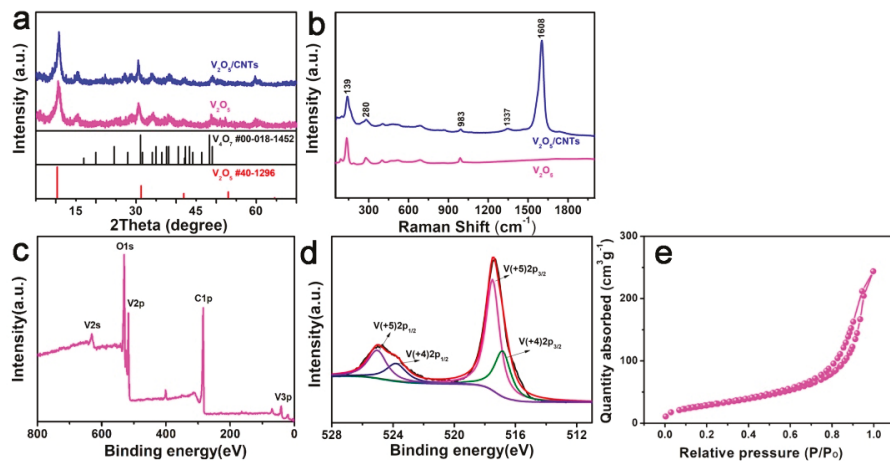 a
Intensity (a.u.)
V₂O₅/CNTs
V₂O₅
V₄O₇ #00-018-1452
V₂O₅ #40-1296
10 20 30 40 50 60
2Theta (degree)
b
Intensity (a.u.)
139
280
983
1337
1608
V₂O₅/CNTs
V₂O₅
300 600 900 1200 1500 1800
Raman Shift (cm⁻¹)
c
Intensity(a.u.)
O1s
V2s
V2p
C1p
V3p
800 600 400 200 0
Binding energy(eV)
d
Intensity(a.u.)
V(+5)2p₃/₂
V(+5)2p₁/₂
V(+4)2p₁/₂
V(+4)2p₃/₂
528 524 520 516 512
Binding energy(eV)
e
Quantity absorbed (cm³g⁻¹)
300
250
200
150
100
50
0
0.0 0.2 0.4 0.6 0.8 1.0
Relative pressure (P/P₀)